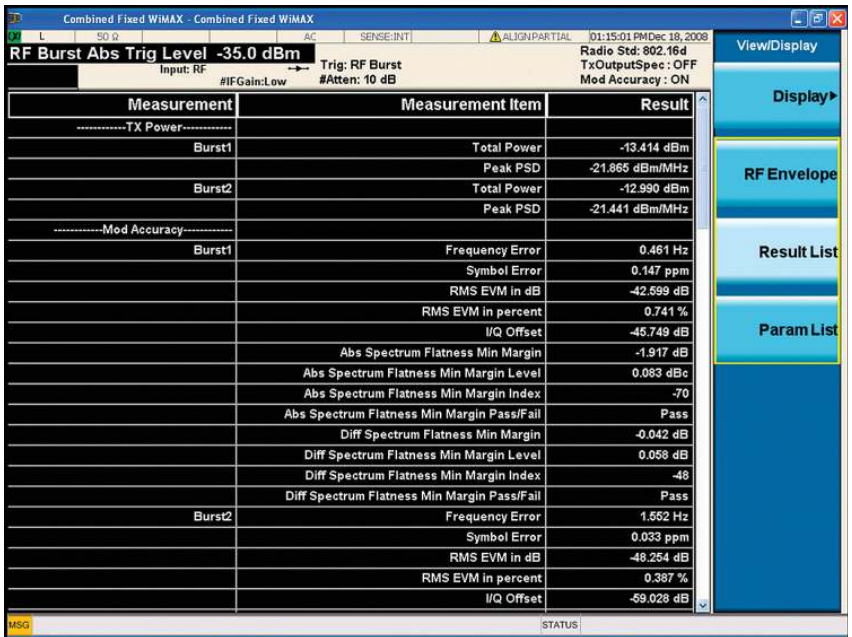 Combined Fixed WiMAX - Combined Fixed WiMAX
L 50 Ω AC SENSE:INT ALIGN PARTIAL 01:15:01 PM Dec 18, 2008
RF Burst Abs Trig Level -35.0 dBm
Input: RF
#IFGain:Low
Trig: RF Burst
#Atten: 10 dB
Radio Std: 802.16d
TxOutputSpec: OFF
Mod Accuracy: ON
Measurement Measurement Item Result
------------TX Power------------
Burst1 Total Power -13.414 dBm
Peak PSD -21.865 dBm/MHz
Burst2 Total Power -12.990 dBm
Peak PSD -21.441 dBm/MHz
------------Mod Accuracy------------
Burst1 Frequency Error 0.461 Hz
Symbol Error 0.147 ppm
RMS EVM in dB -42.599 dB
RMS EVM in percent 0.741 %
I/Q Offset -45.749 dB
Abs Spectrum Flatness Min Margin -1.917 dB
Abs Spectrum Flatness Min Margin Level 0.083 dBc
Abs Spectrum Flatness Min Margin Index -70
Abs Spectrum Flatness Min Margin Pass/Fail Pass
Diff Spectrum Flatness Min Margin -0.042 dB
Diff Spectrum Flatness Min Margin Level 0.058 dB
Diff Spectrum Flatness Min Margin Index -48
Diff Spectrum Flatness Min Margin Pass/Fail Pass
Burst2 Frequency Error 1.552 Hz
Symbol Error 0.033 ppm
RMS EVM in dB -48.254 dB
RMS EVM in percent 0.387 %
I/Q Offset -59.028 dB
View/Display
Display
RF Envelope
Result List
Param List
MSG STATUS